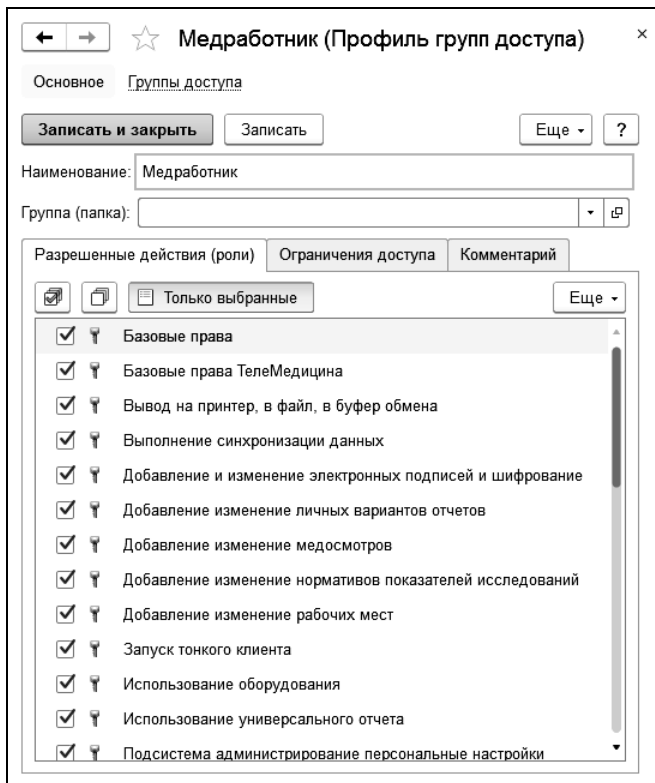 Медработник (Профиль групп доступа)
Основное Группы доступа
Записать и закрыть Записать Еще ?
Наименование: Медработник
Группа (папка):
Разрешенные действия (роли) Ограничения доступа Комментарий
Только выбранные Еще
Базовые права
Базовые права ТелеМедицина
Вывод на принтер, в файл, в буфер обмена
Выполнение синхронизации данных
Добавление и изменение электронных подписей и шифрование
Добавление изменение личных вариантов отчетов
Добавление изменение медосмотров
Добавление изменение нормативов показателей исследований
Добавление изменение рабочих мест
Запуск тонкого клиента
Использование оборудования
Использование универсального отчета
Подсистема администрирование персональные настройки